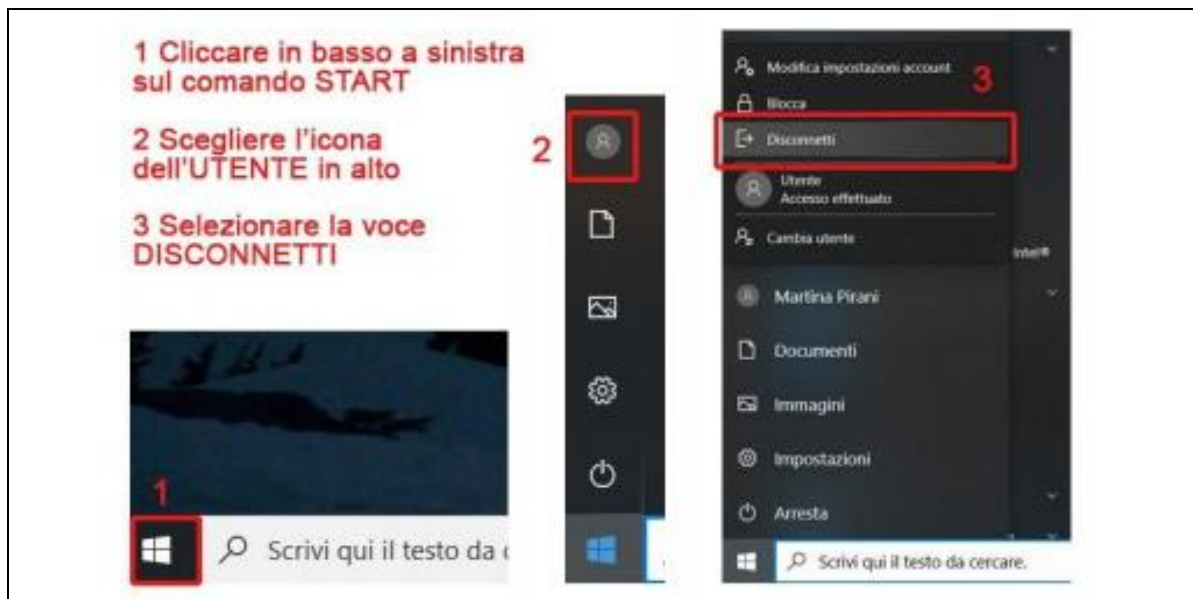 1 Cliccare in basso a sinistra
sul comando START
2 Scegliere l'icona
dell'UTENTE in alto
3 Selezionare la voce
DISCONNETTI
1
Scrivi qui il testo da c
2
3
Modifica impostazioni account
Blocca
Disconnetti
Utente
Accesso effettuato
Cambia utente
Intel®
Martina Pirani
Documenti
Immagini
Impostazioni
Arresta
Scrivi qui il testo da cercare.